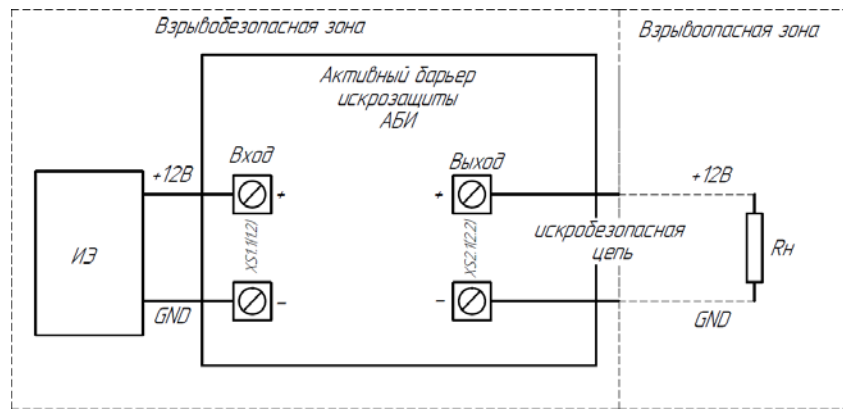 Взрывобезопасная зона
Взрывоопасная зона
Активный барьер
искрозащиты
АБИ
Вход
Выход
+12В
+
+
+12В
ИЭ
XS1.1(1.2)
XS2.1(2.2)
искробезопасная
цепь
Rн
GND
–
–
GND